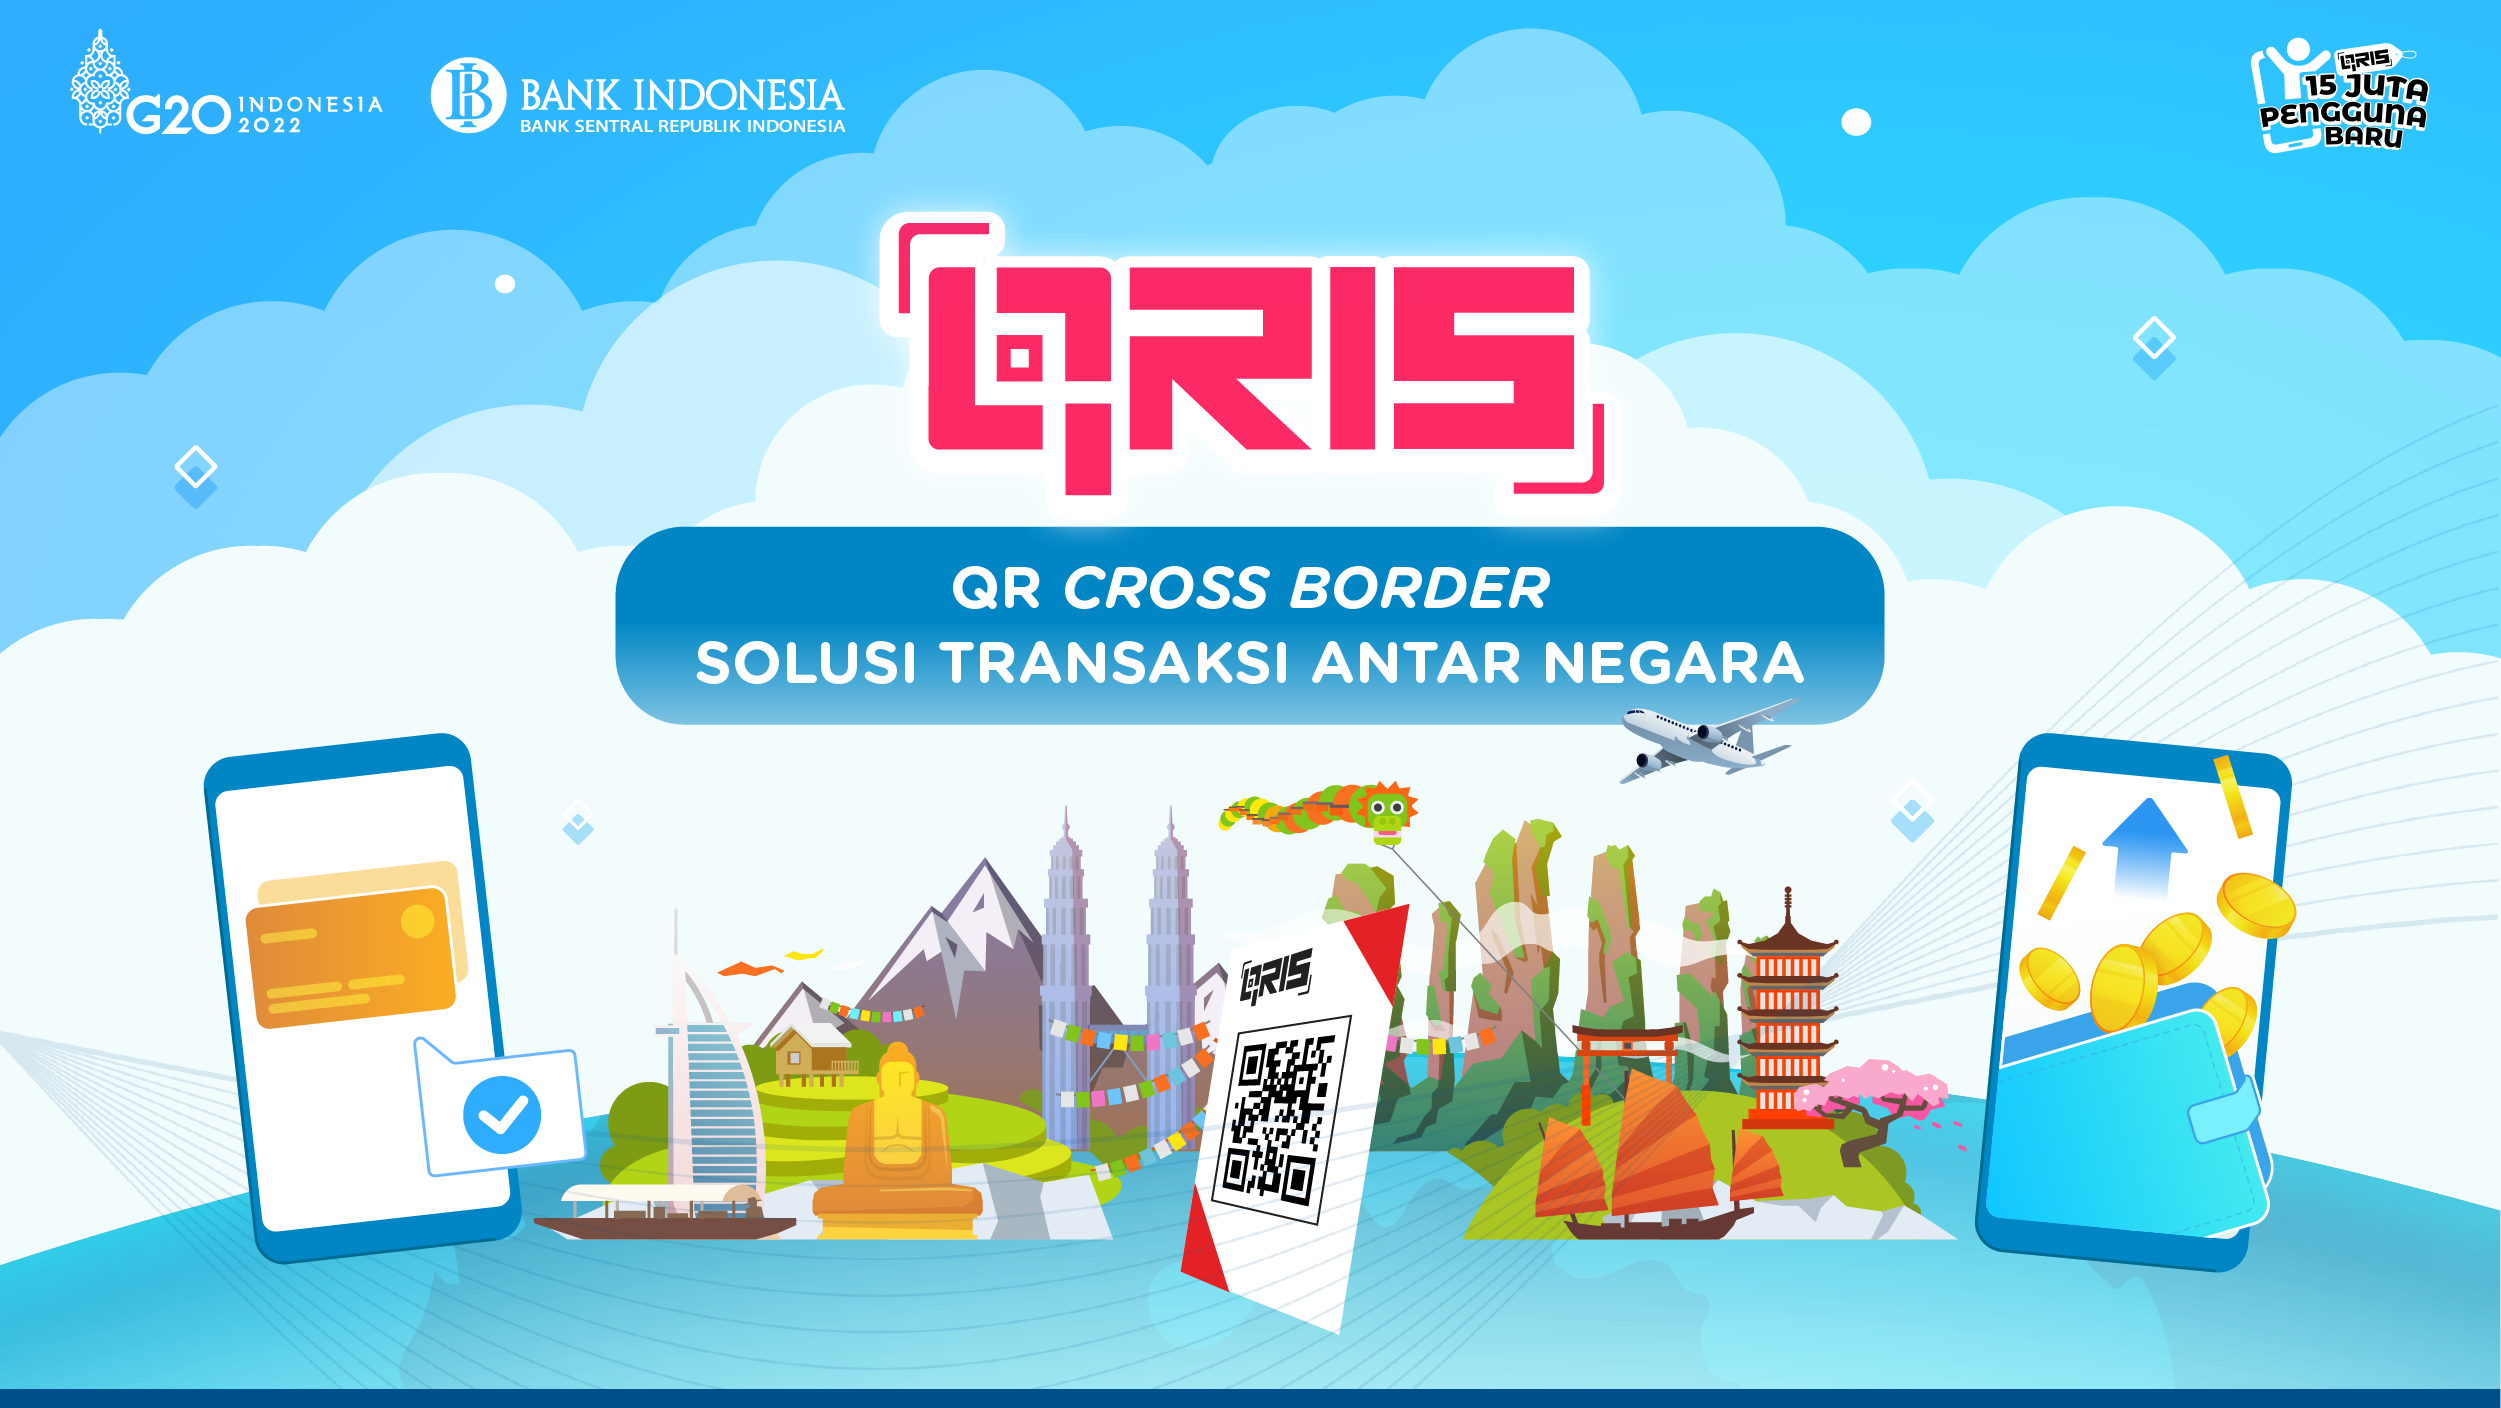 G20 INDONESIA
2022
BANK INDONESIA
BANK SENTRAL REPUBLIK INDONESIA
QRIS
15 JUTA
PENGGUNA
BARU
QRIS
QR CROSS BORDER
SOLUSI TRANSAKSI ANTAR NEGARA
QRIS